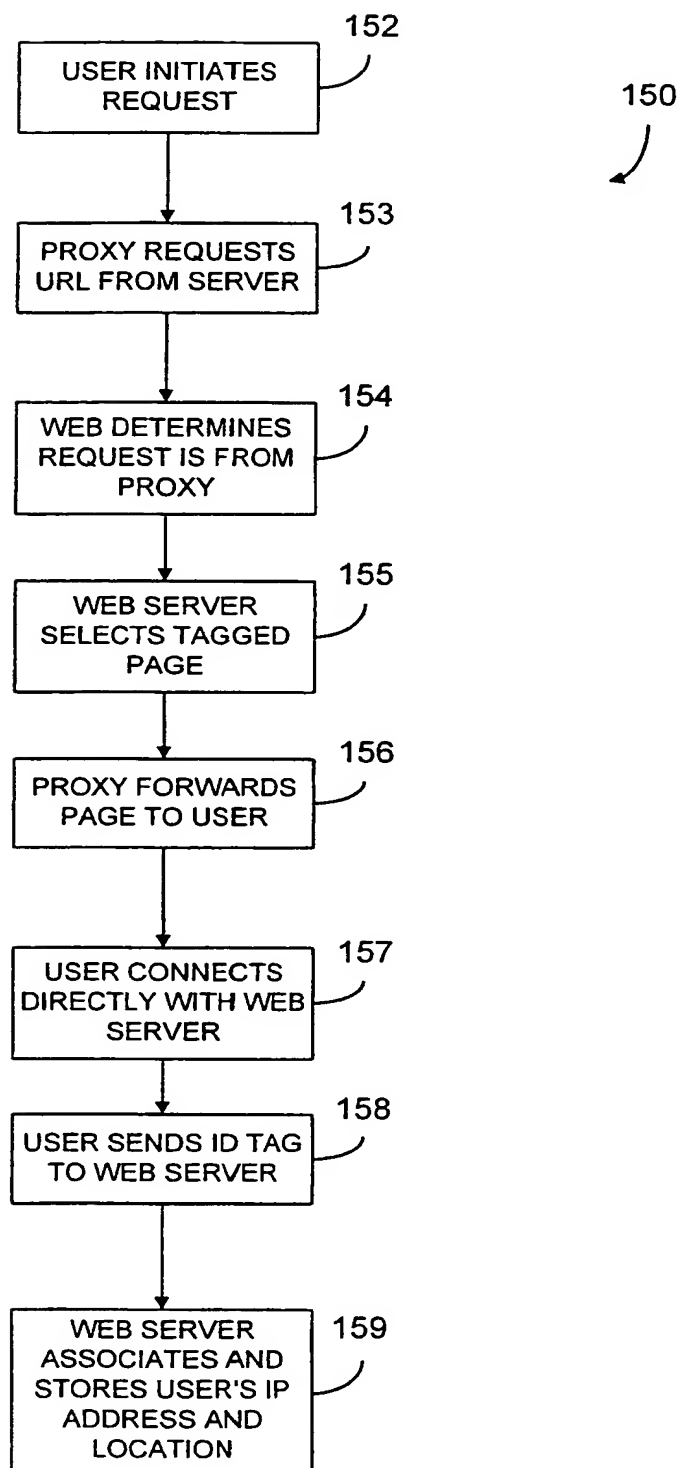 152
USER INITIATES
REQUEST
150
153
PROXY REQUESTS
URL FROM SERVER
154
WEB DETERMINES
REQUEST IS FROM
PROXY
155
WEB SERVER
SELECTS TAGGED
PAGE
156
PROXY FORWARDS
PAGE TO USER
157
USER CONNECTS
DIRECTLY WITH WEB
SERVER
158
USER SENDS ID TAG
TO WEB SERVER
159
WEB SERVER
ASSOCIATES AND
STORES USER'S IP
ADDRESS AND
LOCATION